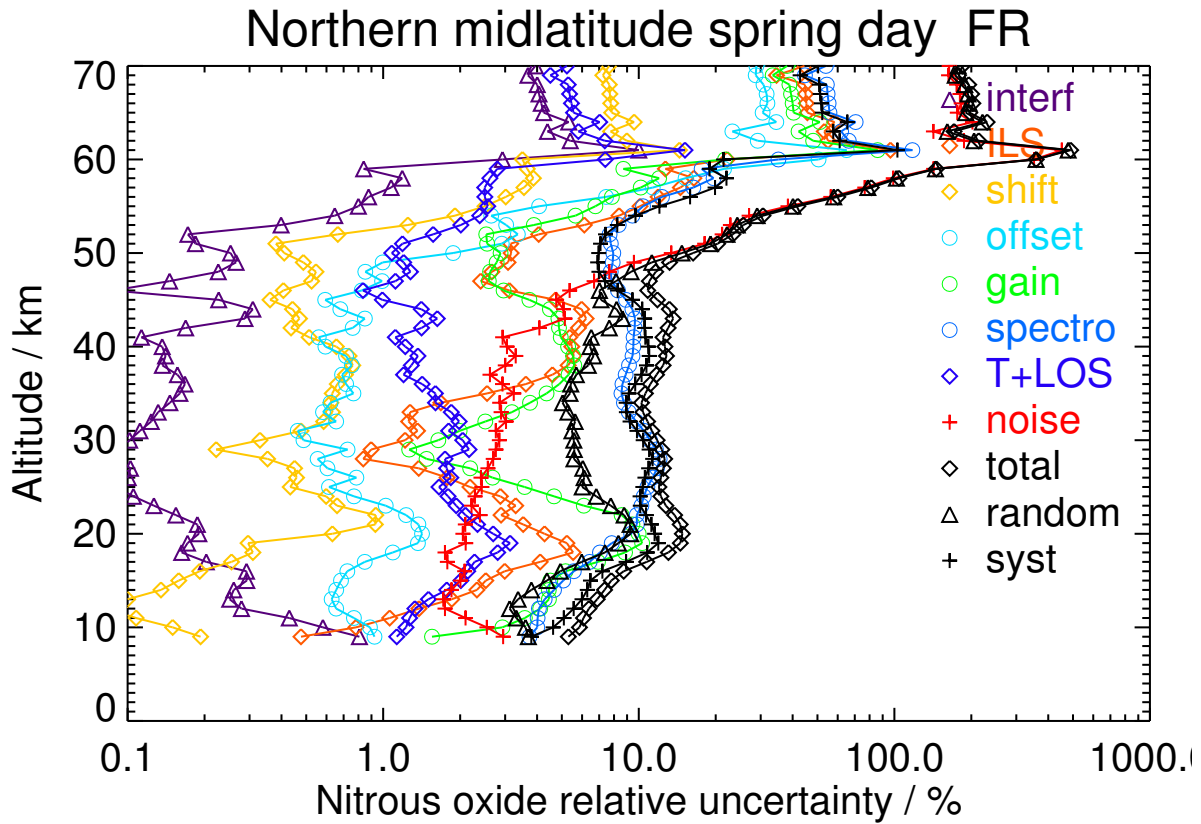 Northern midlatitude spring day FR
70
60
50
40
30
20
10
0
Altitude / km
interf
ILS
shift
offset
gain
spectro
T+LOS
noise
total
random
syst
0.1 1.0 10.0 100.0 1000.0
Nitrous oxide relative uncertainty / %